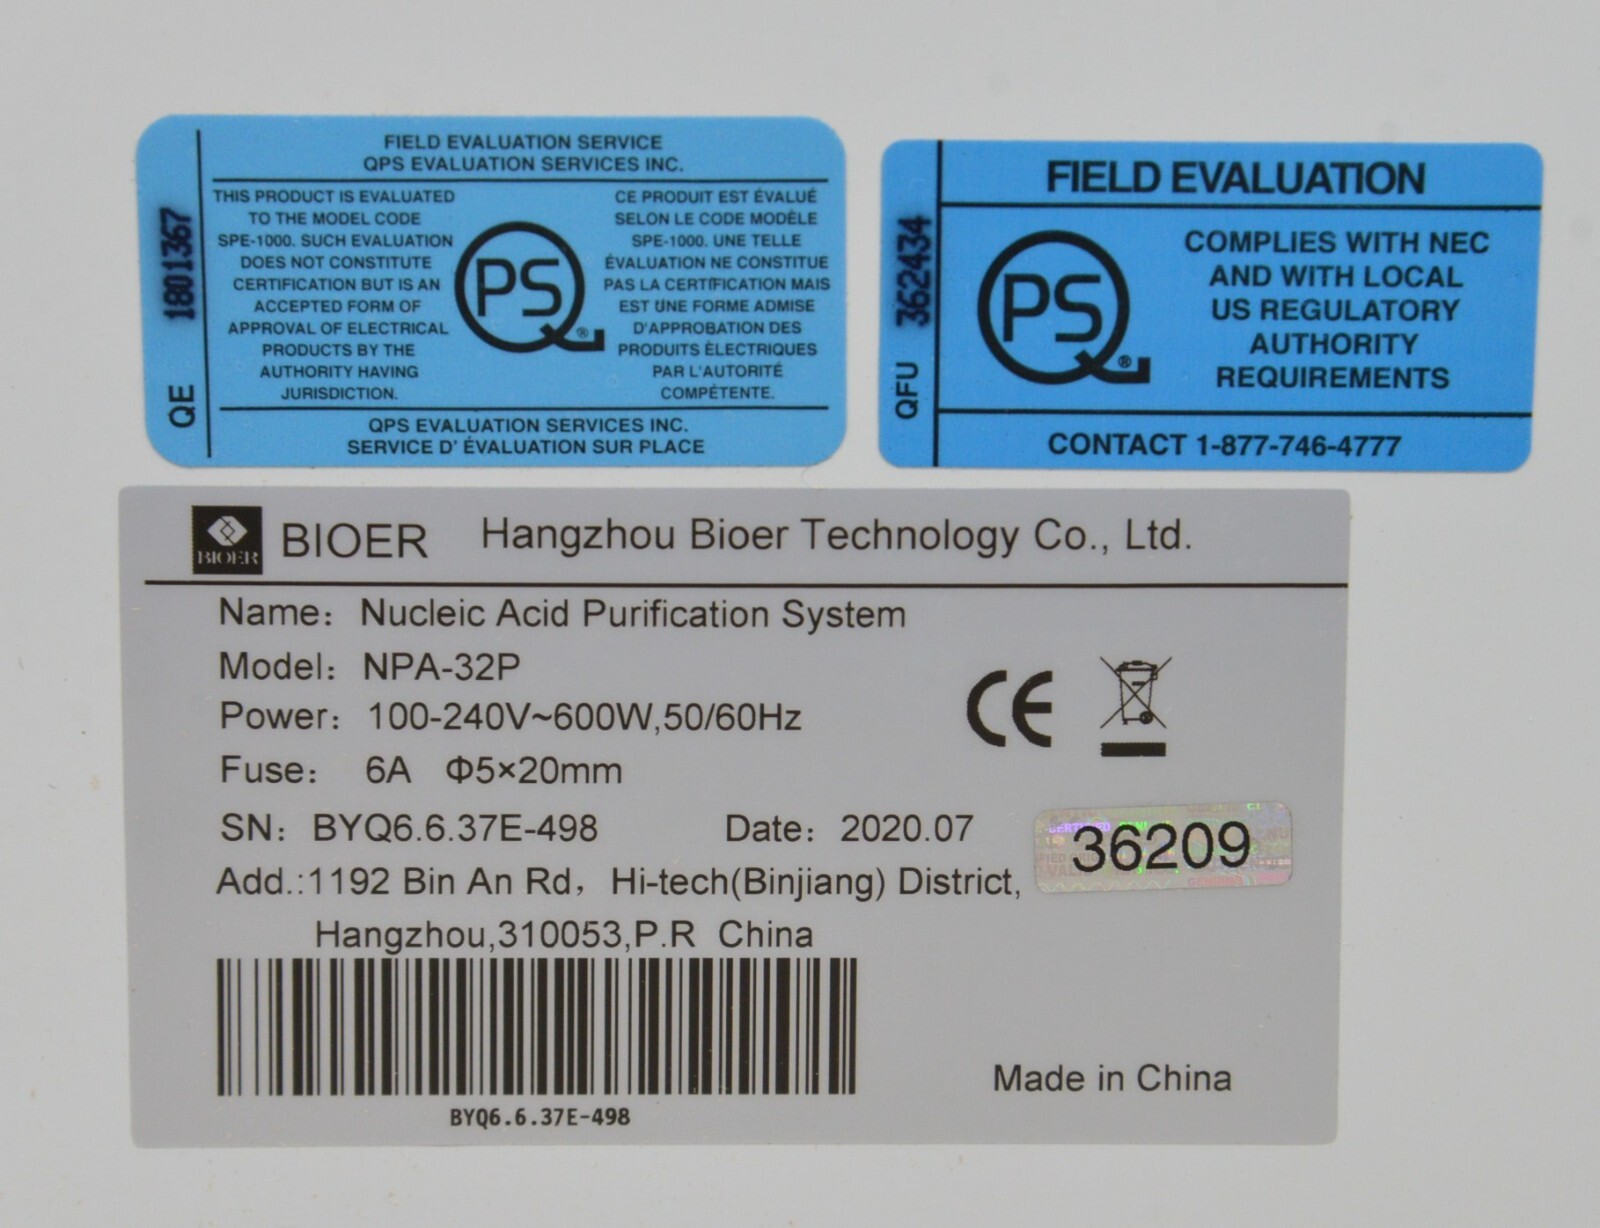 FIELD EVALUATION SERVICE
QPS EVALUATION SERVICES INC.
THIS PRODUCT IS EVALUATED
TO THE MODEL CODE
SPE-1000. SUCH EVALUATION
DOES NOT CONSTITUTE
CERTIFICATION BUT IS AN
ACCEPTED FORM OF
APPROVAL OF ELECTRICAL
PRODUCTS BY THE
AUTHORITY HAVING
JURISDICTION.
PS
Q®
CE PRODUIT EST ÉVALUÉ
SELON LE CODE MODÈLE
SPE-1000. UNE TELLE
ÉVALUATION NE CONSTITUE
PAS LA CERTIFICATION MAIS
EST UNE FORME ADMISE
D'APPROBATION DES
PRODUITS ÈLECTRIQUES
PAR L'AUTORITÉ
COMPÉTENTE.
QPS EVALUATION SERVICES INC.
SERVICE D' ÉVALUATION SUR PLACE
QE 1801367
FIELD EVALUATION
PS
Q®
COMPLIES WITH NEC
AND WITH LOCAL
US REGULATORY
AUTHORITY
REQUIREMENTS
CONTACT 1-877-746-4777
QFU 362434
BIOER
BIOER Hangzhou Bioer Technology Co., Ltd.
Name: Nucleic Acid Purification System
Model: NPA-32P
Power: 100-240V~600W,50/60Hz
Fuse: 6A Φ5×20mm
CE
SN: BYQ6.6.37E-498 Date: 2020.07
36209
Add.:1192 Bin An Rd, Hi-tech(Binjiang) District,
Hangzhou,310053,P.R China
BYQ6.6.37E-498
Made in China